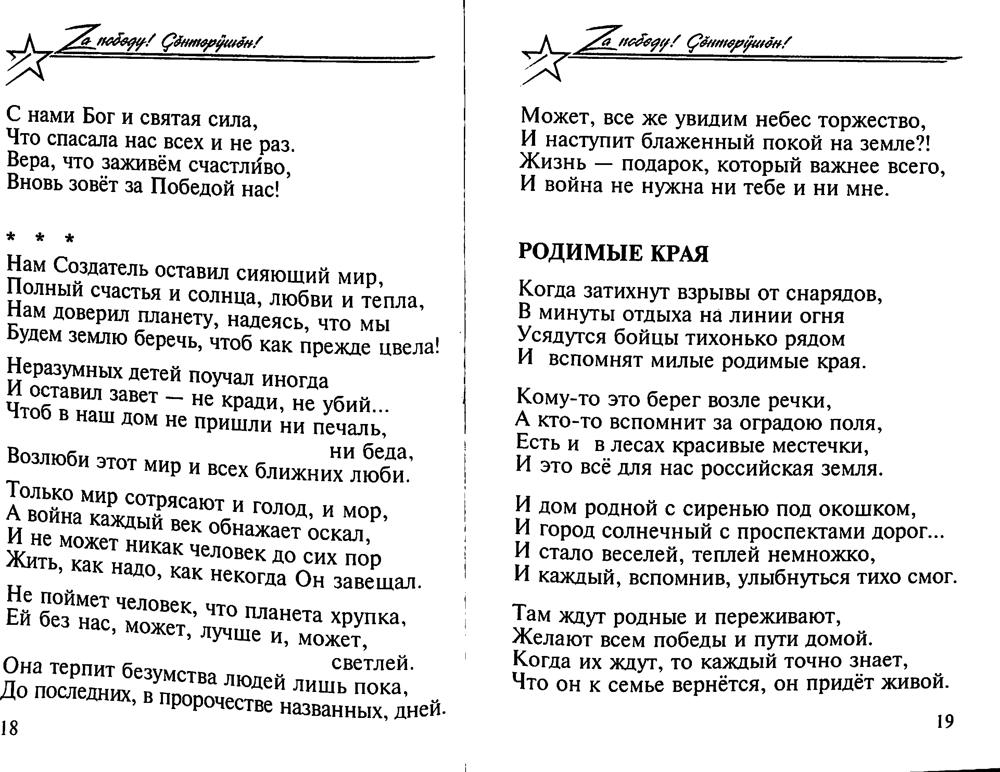 Zа победу! Çĕнтерӳшĕн!
С нами Бог и святая сила,
Что спасала нас всех и не раз.
Вера, что заживём счастли́во,
Вновь зовёт за Победой нас!
* * *
Нам Создатель оставил сияющий мир,
Полный счастья и солнца, любви и тепла,
Нам доверил планету, надеясь, что мы
Будем землю беречь, чтоб как прежде цвела!
Неразумных детей поучал иногда
И оставил завет — не кради, не убий...
Чтоб в наш дом не пришли ни печаль,
ни беда,
Возлюби этот мир и всех ближних люби.
Только мир сотрясают и голод, и мор,
А война каждый век обнажает оскал,
И не может никак человек до сих пор
Жить, как надо, как некогда Он завещал.
Не поймет человек, что планета хрупка,
Ей без нас, может, лучше и, может,
светлей.
Она терпит безумства людей лишь пока,
До последних, в пророчестве названных, дней.
18
Zа победу! Çĕнтерӳшĕн!
Может, все же увидим небес торжество,
И наступит блаженный покой на земле?!
Жизнь — подарок, который важнее всего,
И война не нужна ни тебе и ни мне.
РОДИМЫЕ КРАЯ
Когда затихнут взрывы от снарядов,
В минуты отдыха на линии огня
Усядутся бойцы тихонько рядом
И вспомнят милые родимые края.
Кому-то это берег возле речки,
А кто-то вспомнит за оградою поля,
Есть и в лесах красивые местечки,
И это всё для нас российская земля.
И дом родной с сиренью под окошком,
И город солнечный с проспектами дорог...
И стало веселей, теплей немножко,
И каждый, вспомнив, улыбнуться тихо смог.
Там ждут родные и переживают,
Желают всем победы и пути домой.
Когда их ждут, то каждый точно знает,
Что он к семье вернётся, он придёт живой.
19